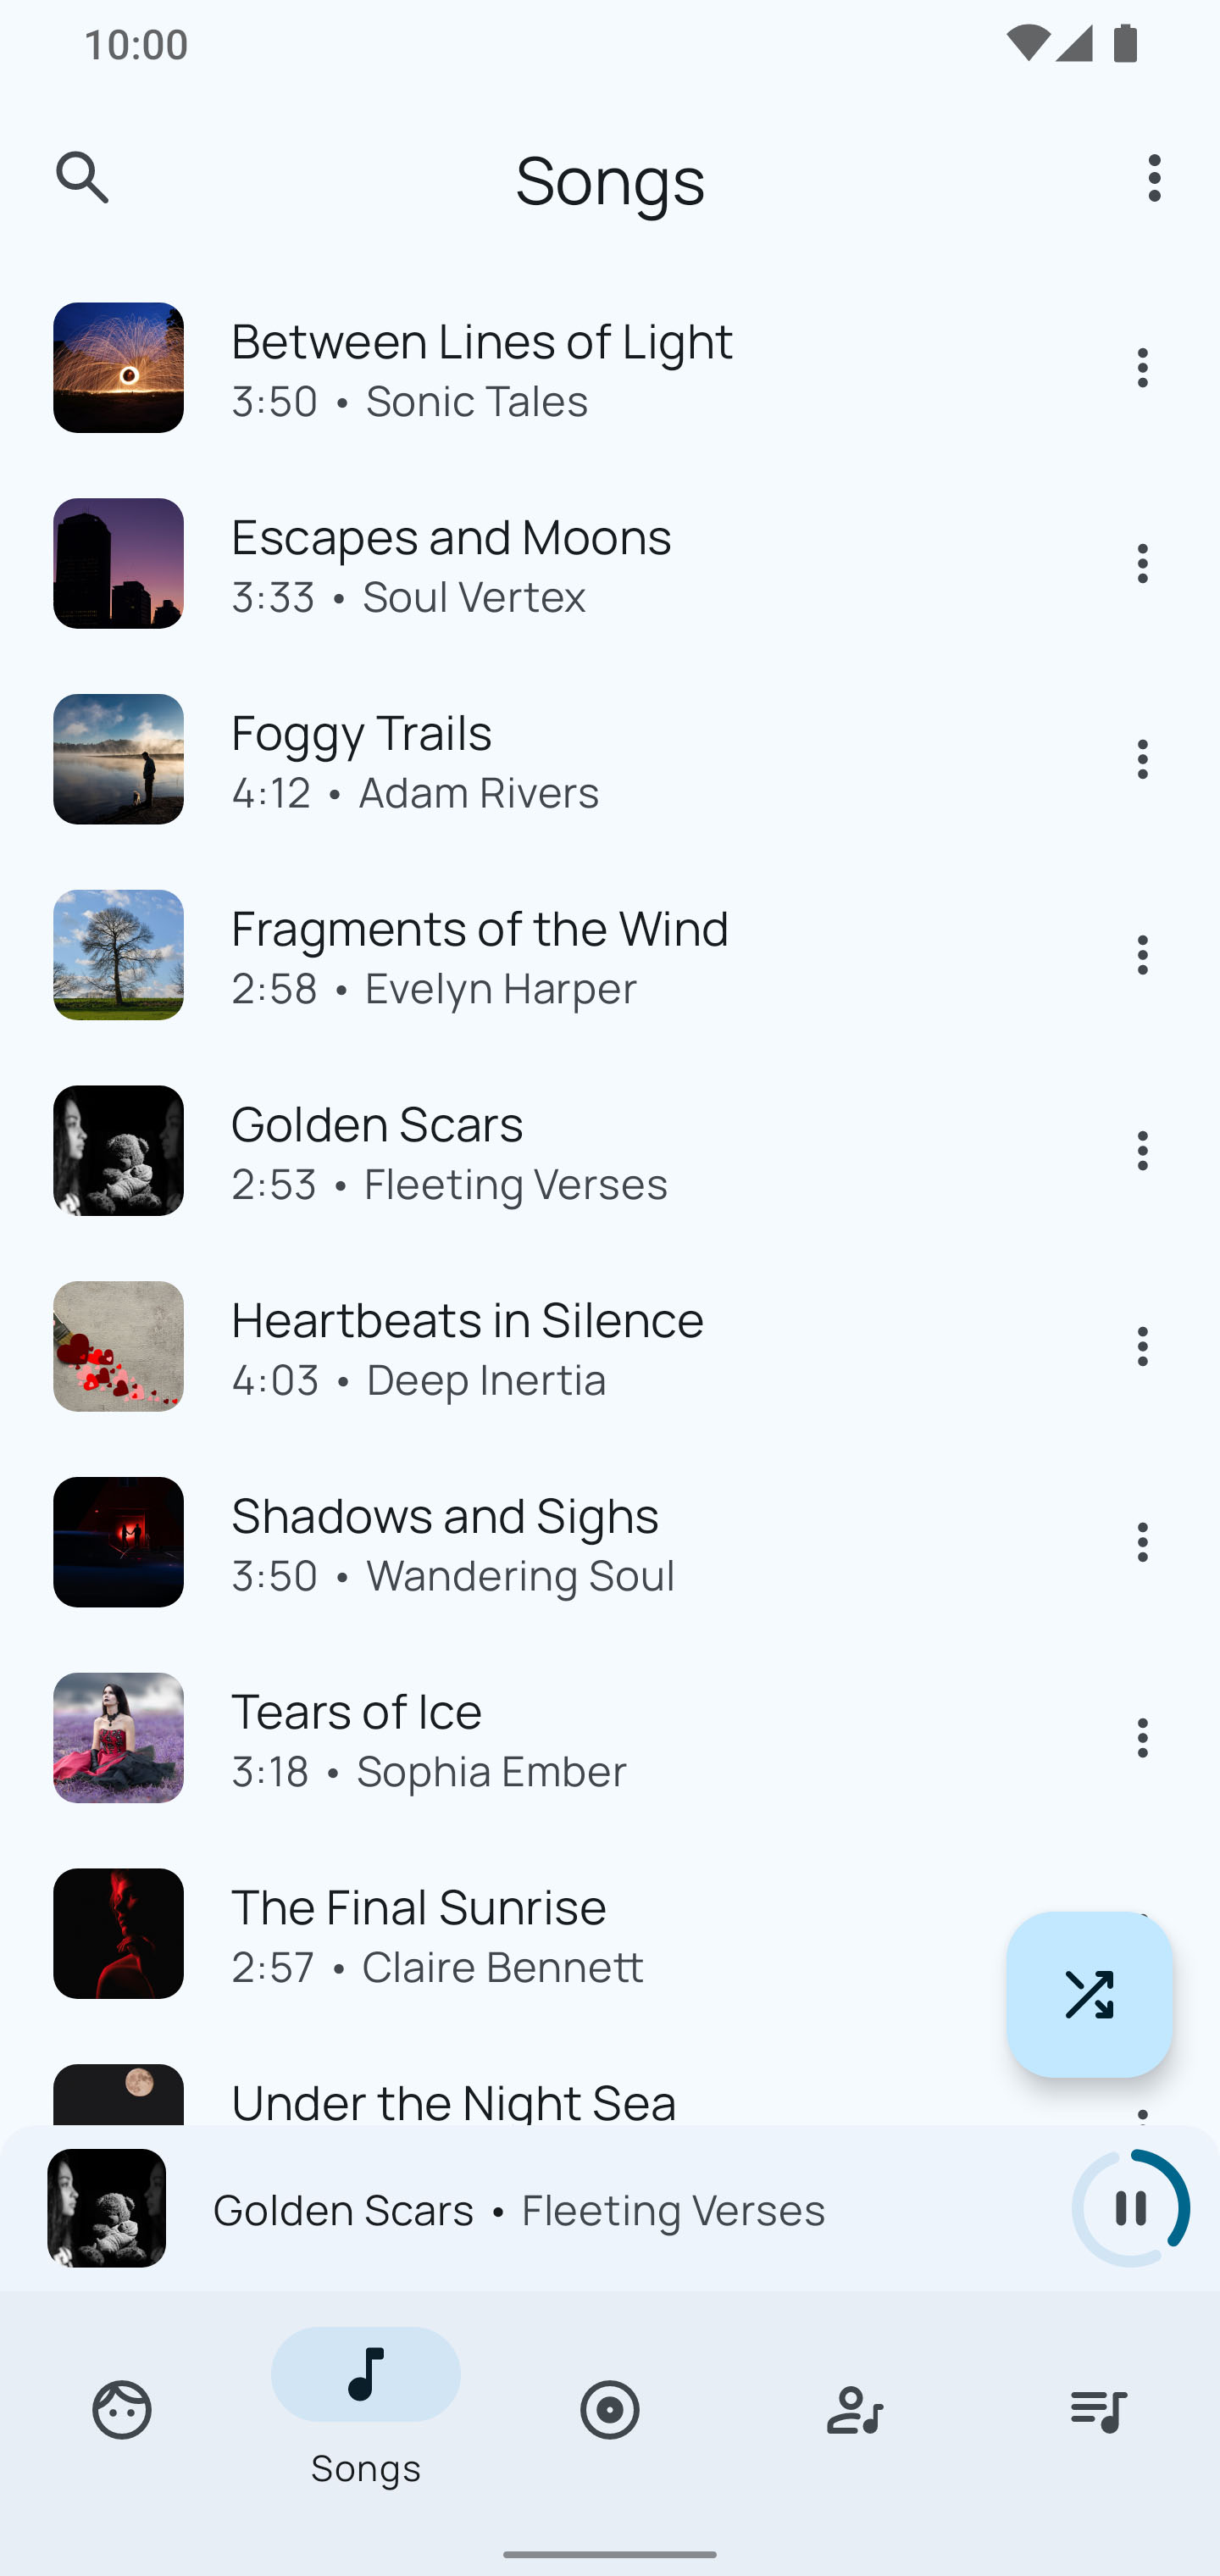 10:00
Songs
Between Lines of Light
3:50 • Sonic Tales
Escapes and Moons
3:33 • Soul Vertex
Foggy Trails
4:12 • Adam Rivers
Fragments of the Wind
2:58 • Evelyn Harper
Golden Scars
2:53 • Fleeting Verses
Heartbeats in Silence
4:03 • Deep Inertia
Shadows and Sighs
3:50 • Wandering Soul
Tears of Ice
3:18 • Sophia Ember
The Final Sunrise
2:57 • Claire Bennett
Under the Night Sea
Golden Scars • Fleeting Verses
Songs